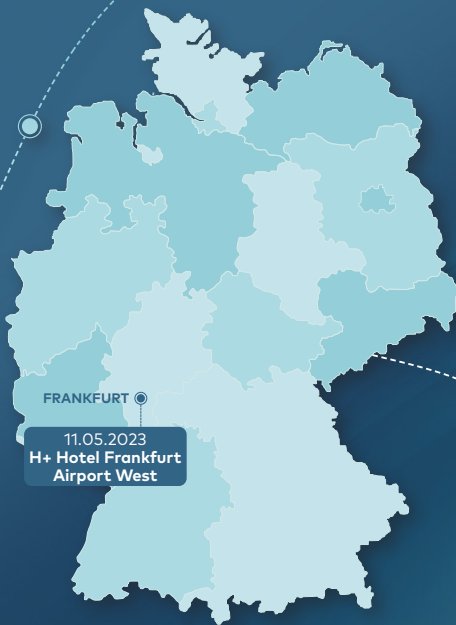 FRANKFURT
11.05.2023
H+ Hotel Frankfurt
Airport West